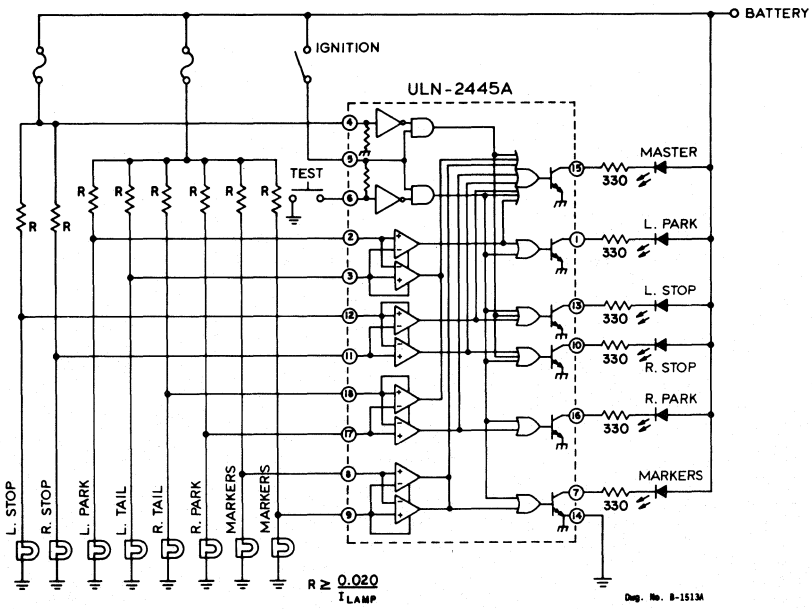 BATTERY
IGNITION
ULN-2445A
4
5
TEST
6
R
R
R
R
R
R
R
R
2
3
12
11
18
17
8
9
15
330
MASTER
1
330
L. PARK
13
330
L. STOP
10
330
R. STOP
16
330
R. PARK
7
330
MARKERS
14
L. STOP
R. STOP
L. PARK
L. TAIL
R. TAIL
R. PARK
MARKERS
MARKERS
+
−
−
+
+
−
−
+
+
−
−
+
+
−
−
+
R ≥ 0.020
I LAMP
Dwg. No. B-1513A